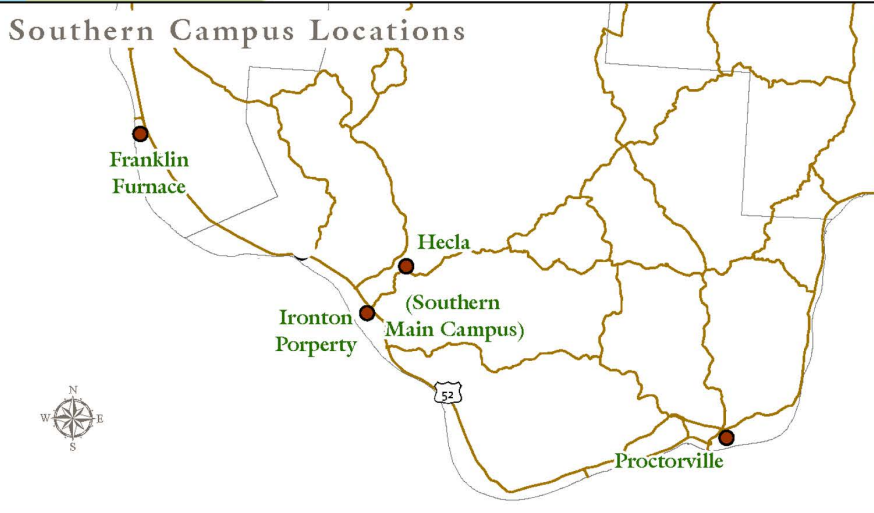 Southern Campus Locations
Franklin
Furnace
Hecla
(Southern
Main Campus)
Ironton
Porperty
52
N
W E
S
Proctorville